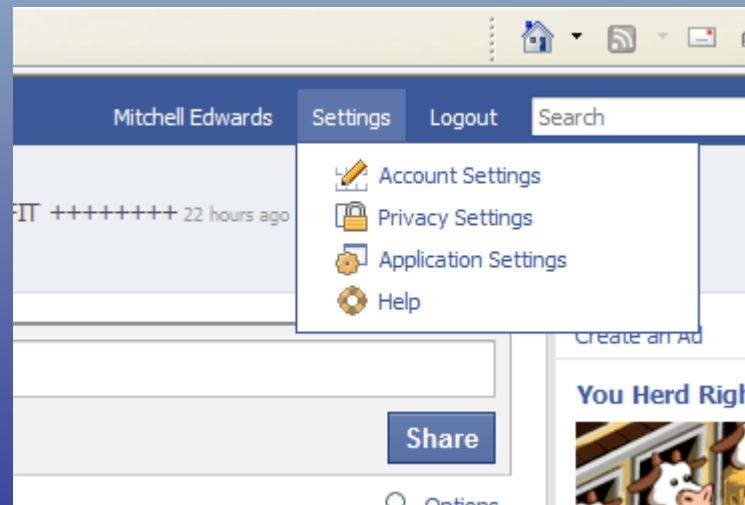 Mitchell Edwards Settings Logout Search
Account Settings
FIT ++++++++ 22 hours ago
Privacy Settings
Application Settings
Help
Create an Ad
You Herd Righ
Share
Options